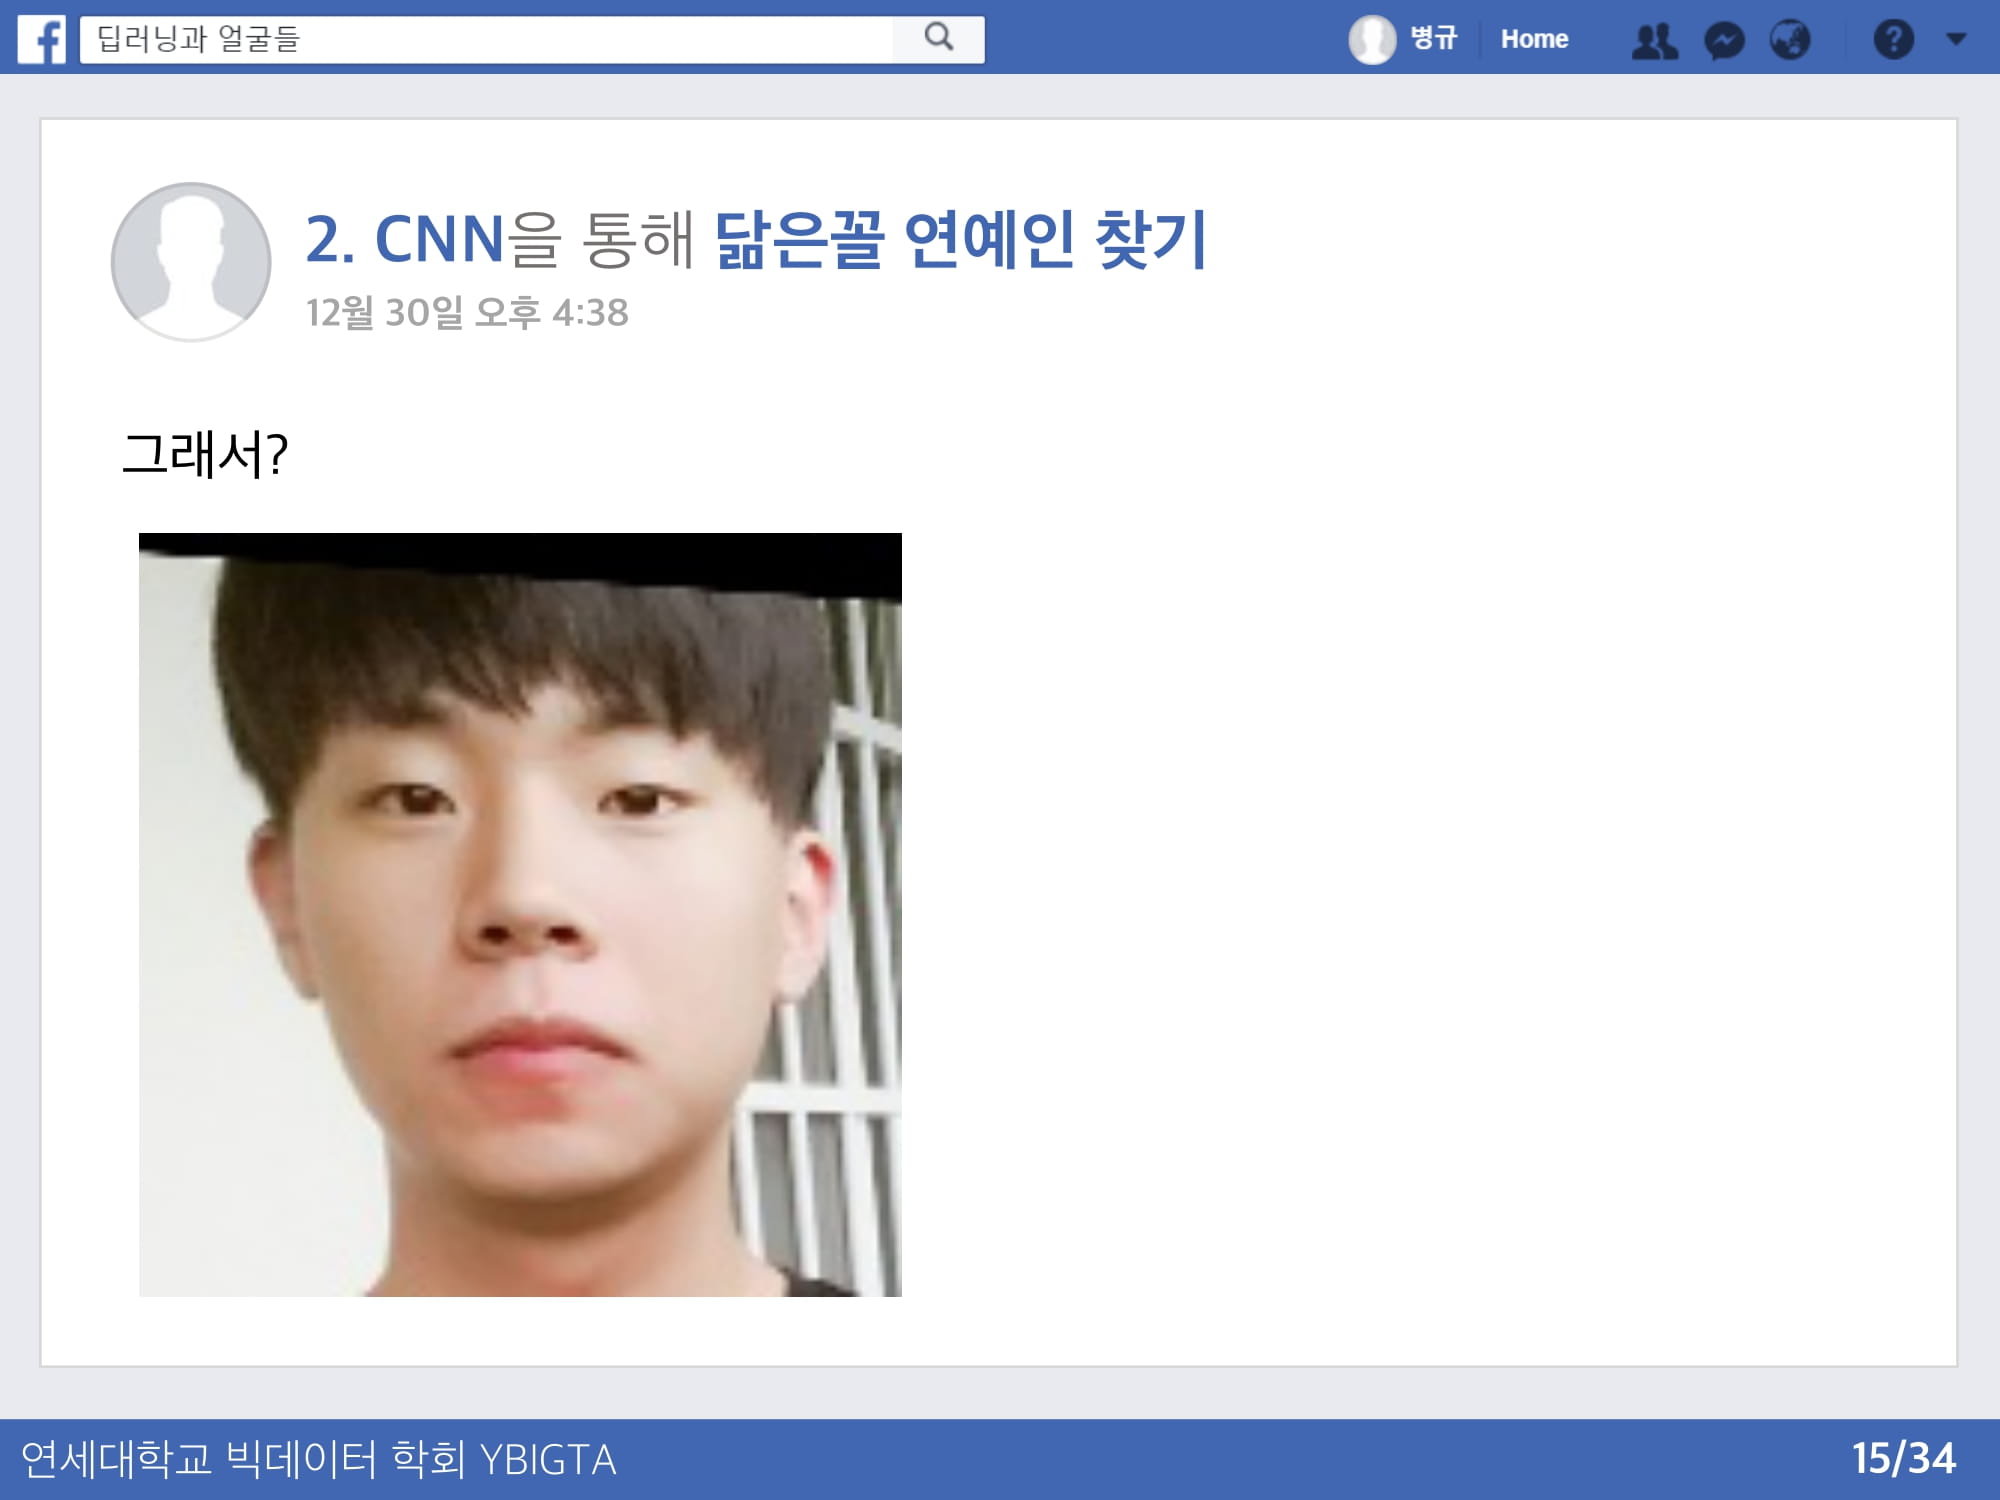 딥러닝과 얼굴들
병규
Home
2. CNN을 통해 닮은꼴 연예인 찾기
12월 30일 오후 4:38
그래서?
연세대학교 빅데이터 학회 YBIGTA
15/34